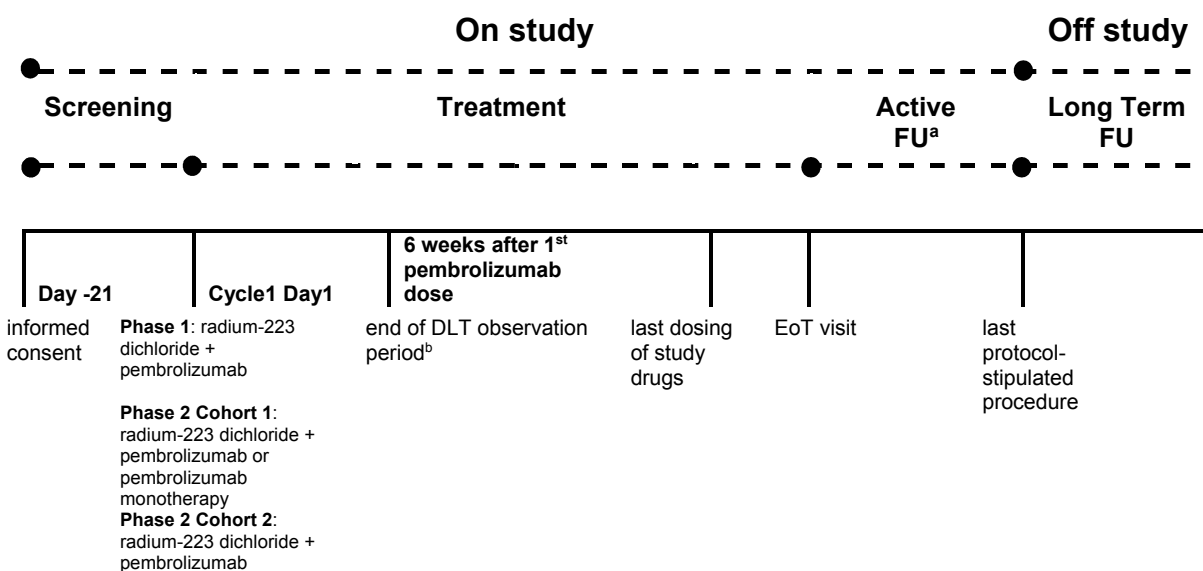 On study
Off study
Screening
Treatment
Active
FUa
Long Term
FU
Day -21
Cycle1 Day1
6 weeks after 1st
pembrolizumab
dose
informed
consent
Phase 1: radium-223
dichloride +
pembrolizumab
Phase 2 Cohort 1:
radium-223 dichloride +
pembrolizumab or
pembrolizumab
monotherapy
Phase 2 Cohort 2:
radium-223 dichloride +
pembrolizumab
end of DLT observation
periodb
last dosing
of study
drugs
EoT visit
last
protocol-
stipulated
procedure